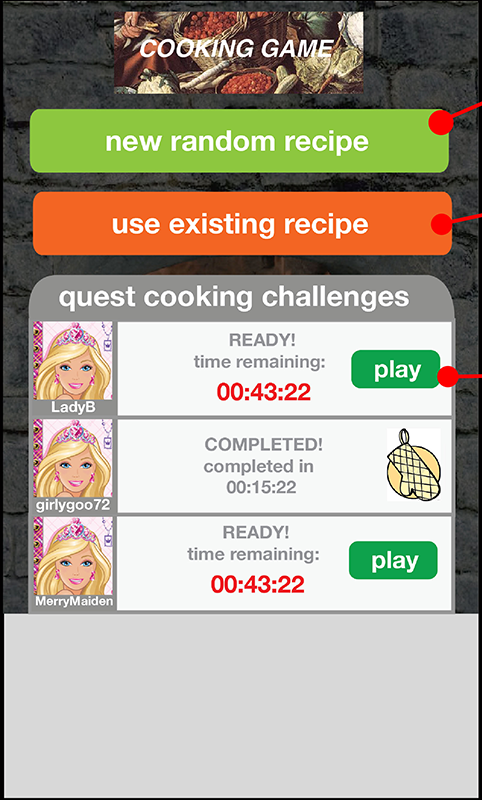 COOKING GAME
new random recipe
use existing recipe
quest cooking challenges
READY!
time remaining:
00:43:22
play
LadyB
COMPLETED!
completed in
00:15:22
girlygoo72
READY!
time remaining:
00:43:22
play
MerryMaiden